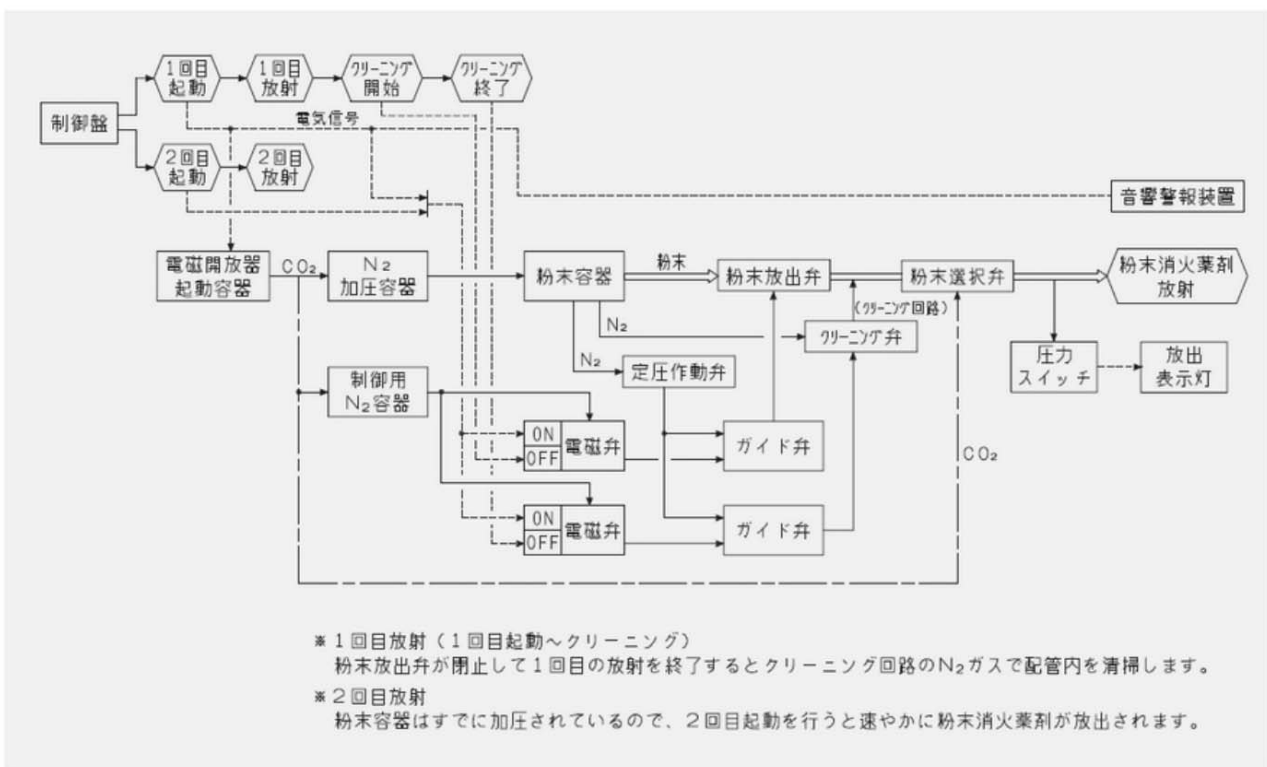 1回目
起動
1回目
放射
クリーニング
開始
クリーニング
終了
制御盤
電気信号
2回目
起動
2回目
放射
音響警報装置
電磁開放器
起動容器
CO₂
N₂
加圧容器
粉末容器
粉末
粉末放出弁
粉末選択弁
粉末消火薬剤
放射
(クリーニング回路)
N₂
クリーニング弁
N₂
定圧作動弁
圧力
スイッチ
放出
表示灯
制御用
N₂容器
ON
OFF
電磁弁
ガイド弁
CO₂
ON
OFF
電磁弁
ガイド弁
※1回目放射(1回目起動~クリーニング)
粉末放出弁が閉止して1回目の放射を終了するとクリーニング回路のN₂ガスで配管内を清掃します。
※2回目放射
粉末容器はすでに加圧されているので、2回目起動を行うと速やかに粉末消火薬剤が放出されます。